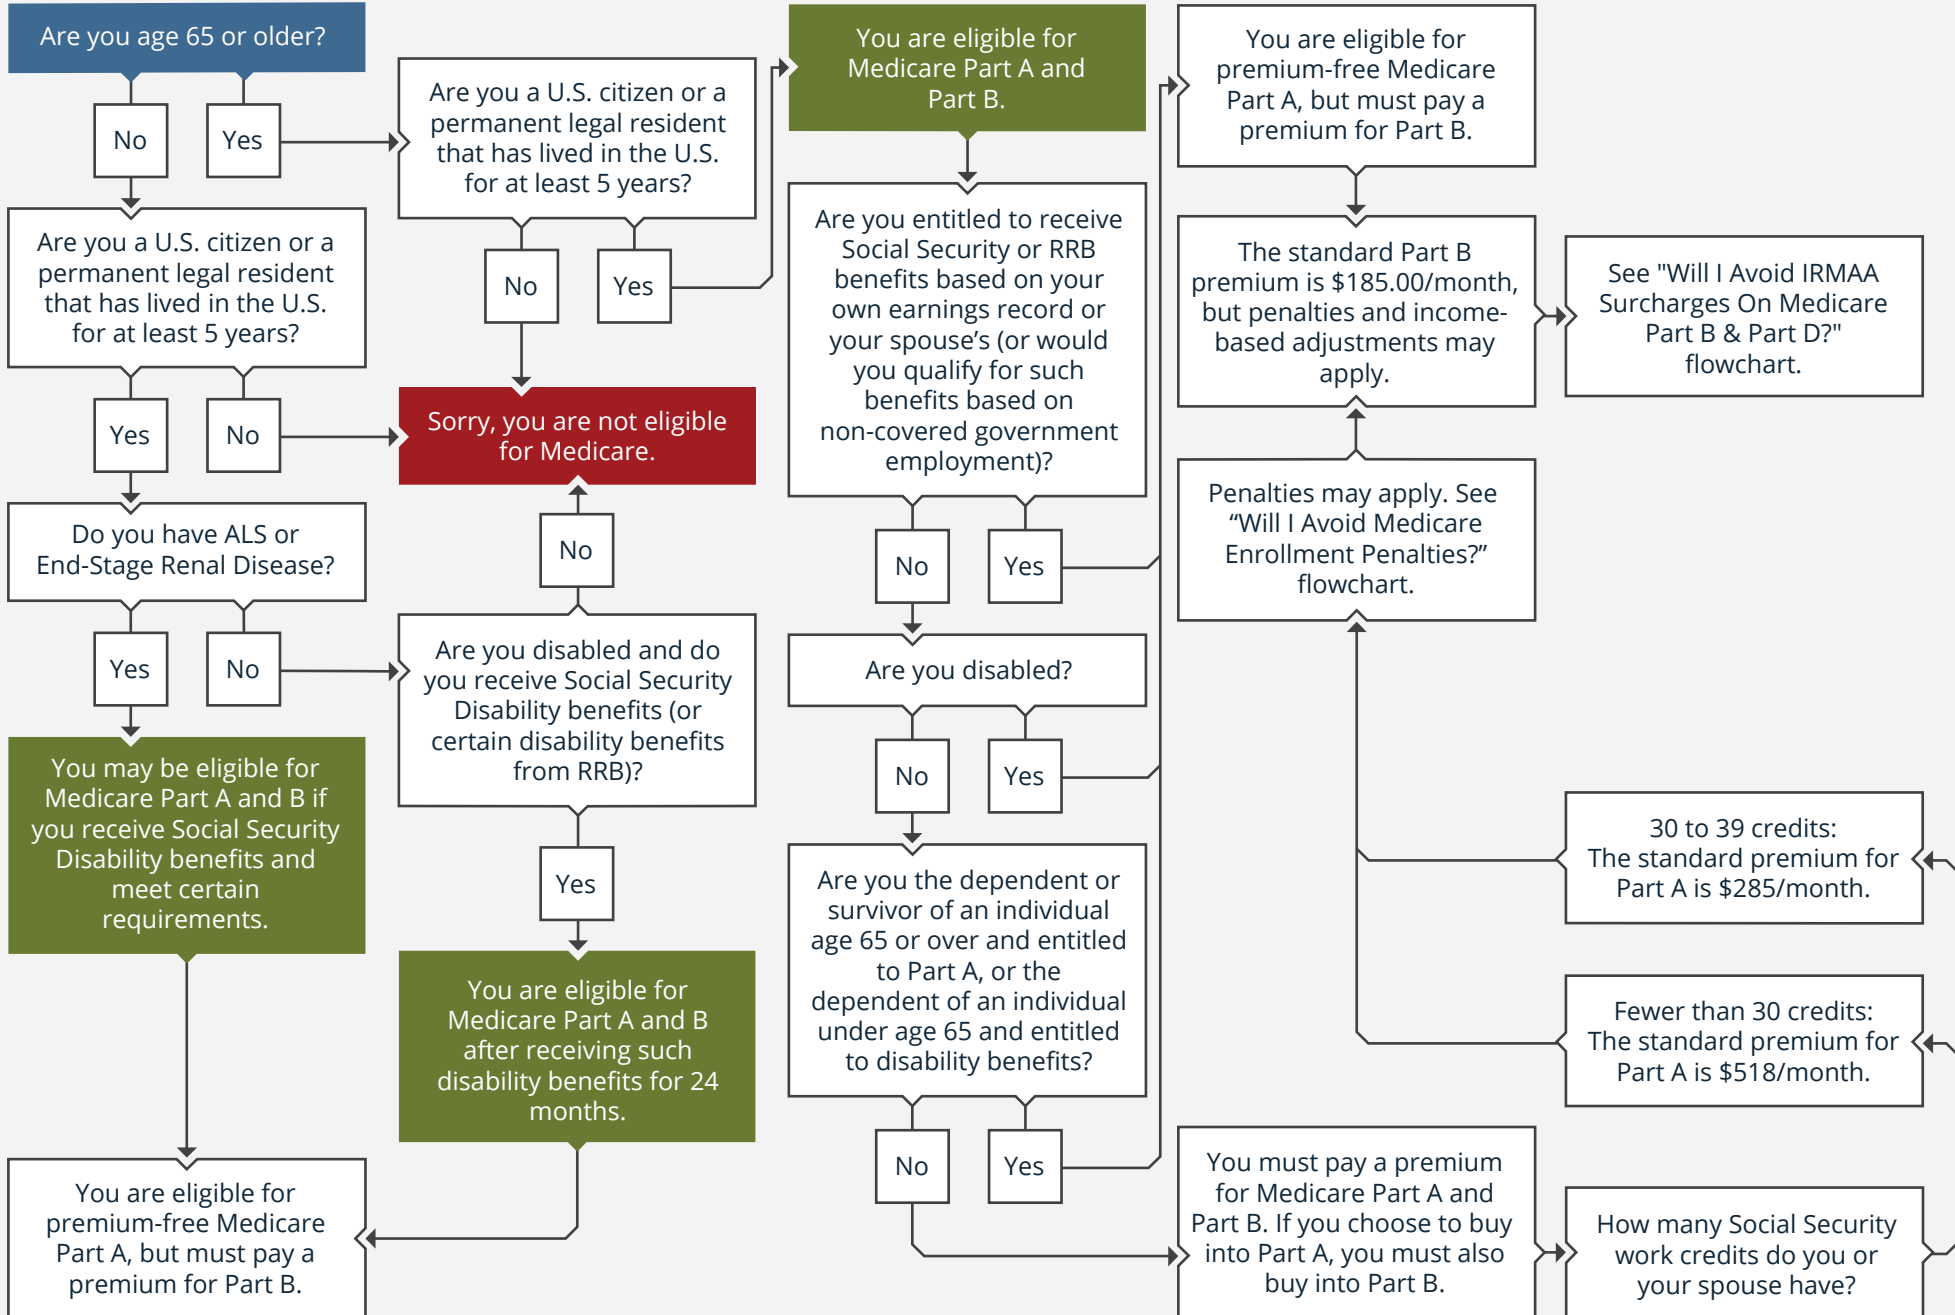 Are you age 65 or older?
No
Yes
Are you a U.S. citizen or a
permanent legal resident
that has lived in the U.S.
for at least 5 years?
Yes
No
Do you have ALS or
End-Stage Renal Disease?
Yes
No
You may be eligible for
Medicare Part A and B if
you receive Social Security
Disability benefits and
meet certain
requirements.
You are eligible for
premium-free Medicare
Part A, but must pay a
premium for Part B.
Are you a U.S. citizen or a
permanent legal resident
that has lived in the U.S.
for at least 5 years?
No
Yes
Sorry, you are not eligible
for Medicare.
No
Are you disabled and do
you receive Social Security
Disability benefits (or
certain disability benefits
from RRB)?
Yes
You are eligible for
Medicare Part A and B
after receiving such
disability benefits for 24
months.
You are eligible for
Medicare Part A and
Part B.
Are you entitled to receive
Social Security or RRB
benefits based on your
own earnings record or
your spouse’s (or would
you qualify for such
benefits based on
non-covered government
employment)?
No
Yes
Are you disabled?
No
Yes
Are you the dependent or
survivor of an individual
age 65 or over and entitled
to Part A, or the
dependent of an individual
under age 65 and entitled
to disability benefits?
No
Yes
You are eligible for
premium-free Medicare
Part A, but must pay a
premium for Part B.
The standard Part B
premium is $185.00/month,
but penalties and income-
based adjustments may
apply.
See "Will I Avoid IRMAA
Surcharges On Medicare
Part B & Part D?"
flowchart.
Penalties may apply. See
“Will I Avoid Medicare
Enrollment Penalties?”
flowchart.
30 to 39 credits:
The standard premium for
Part A is $285/month.
Fewer than 30 credits:
The standard premium for
Part A is $518/month.
You must pay a premium
for Medicare Part A and
Part B. If you choose to buy
into Part A, you must also
buy into Part B.
How many Social Security
work credits do you or
your spouse have?